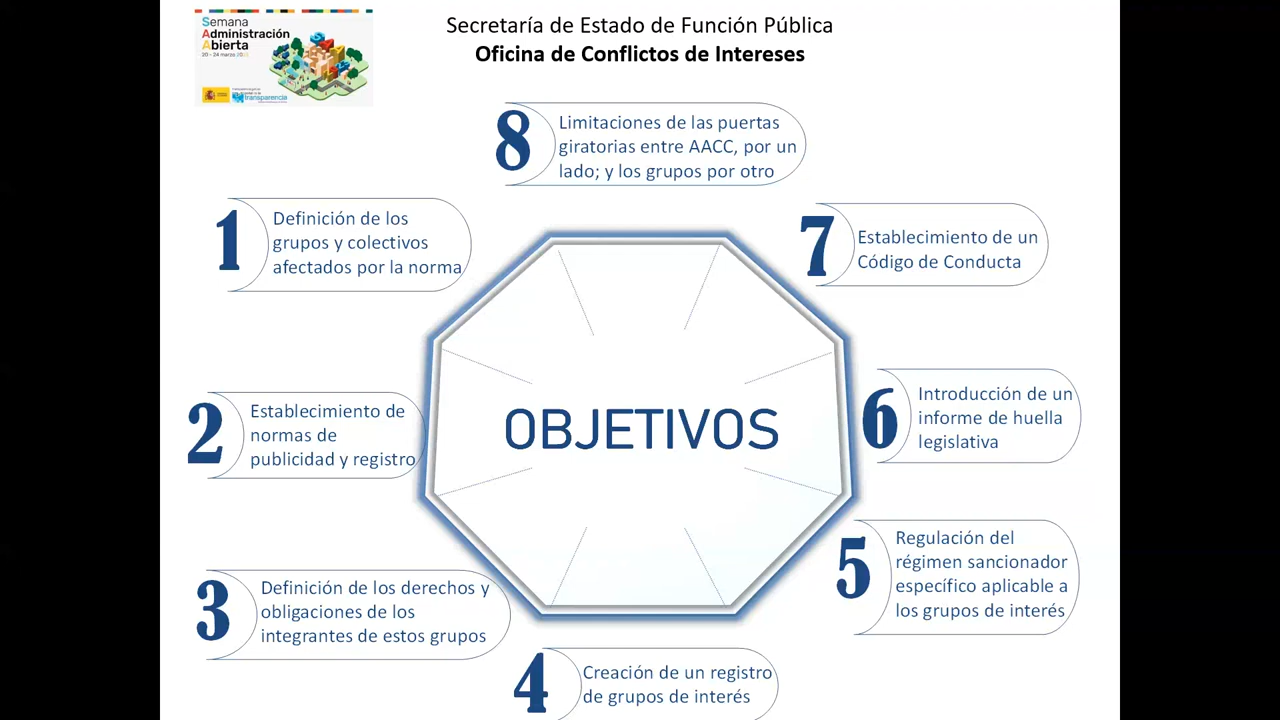 Semana
Administración
Abierta
Secretaría de Estado de Función Pública
Oficina de Conflictos de Intereses
8
Limitaciones de las puertas
giratorias entre AACC, por un
lado; y los grupos por otro
1
Definición de los
grupos y colectivos
afectados por la norma
7
Establecimiento de un
Código de Conducta
2
Establecimiento de
normas de
publicidad y registro
OBJETIVOS
6
Introducción de un
informe de huella
legislativa
3
Definición de los derechos y
obligaciones de los
integrantes de estos grupos
5
Regulación del
régimen sancionador
específico aplicable a
los grupos de interés
4
Creación de un registro
de grupos de interés
20 - 24 marzo
transparencia